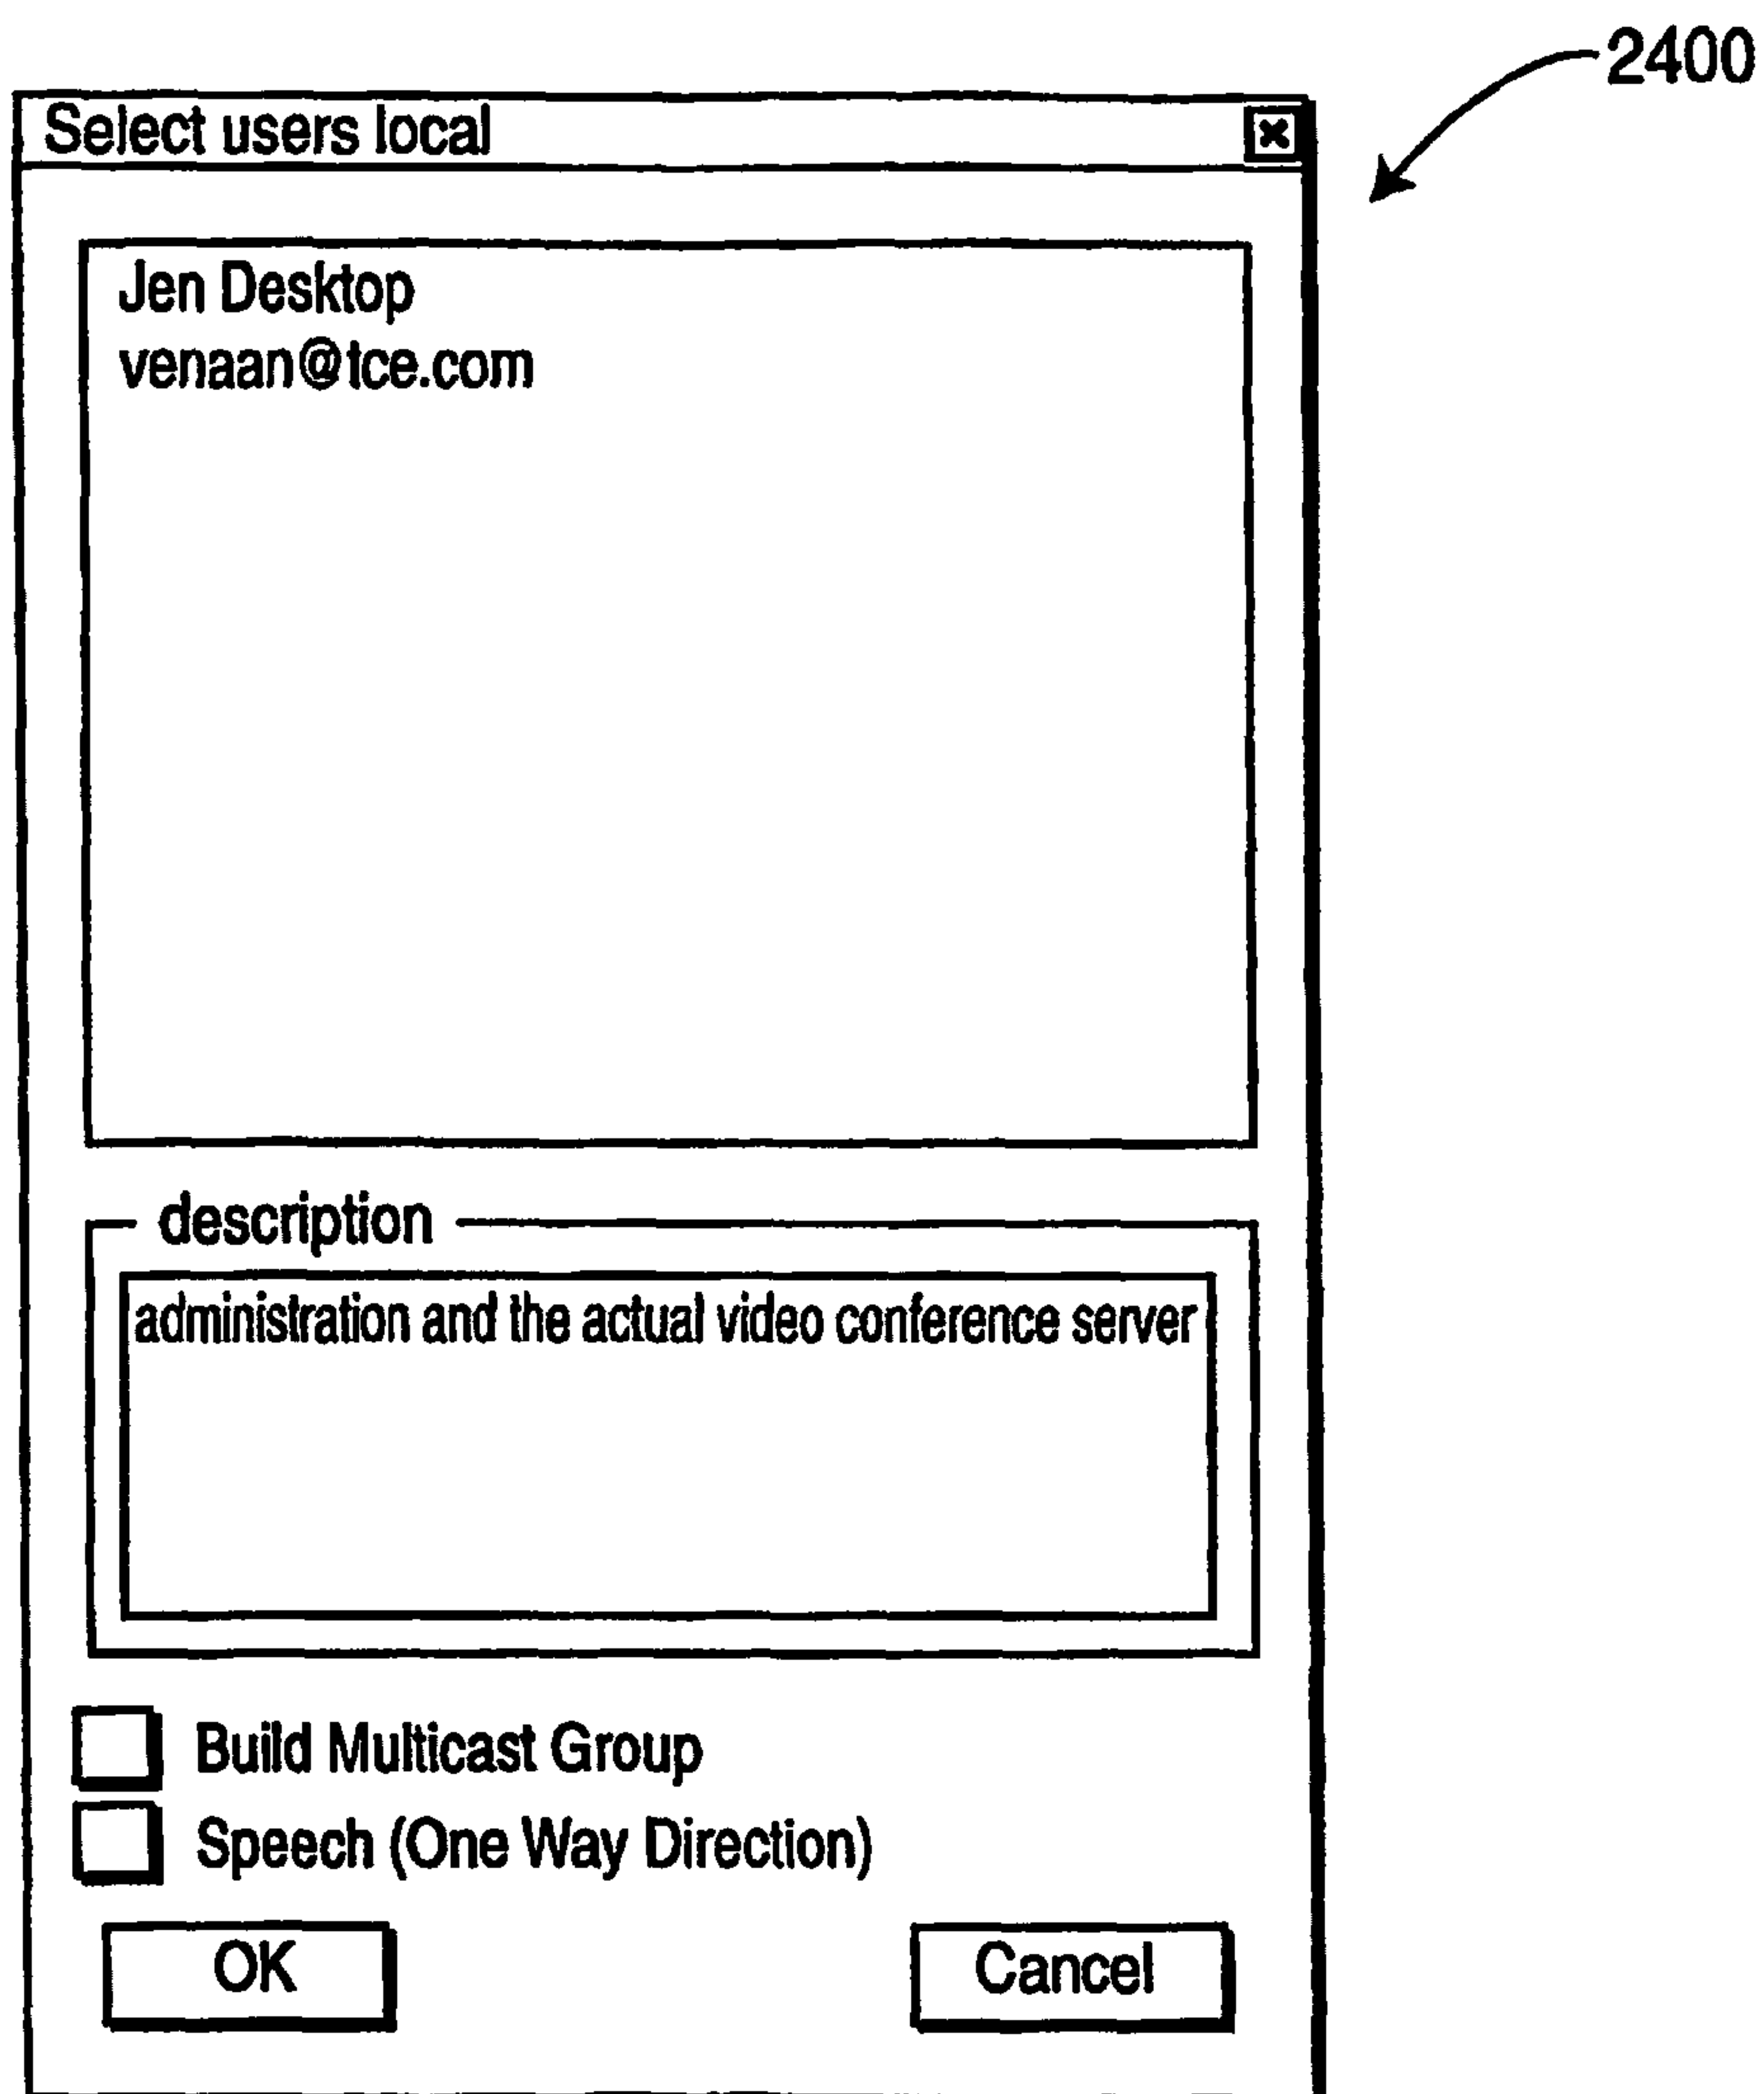 2400
Select users local
Jen Desktop
venaan@tce.com
description
administration and the actual video conference server
Build Multicast Group
Speech (One Way Direction)
OK
Cancel